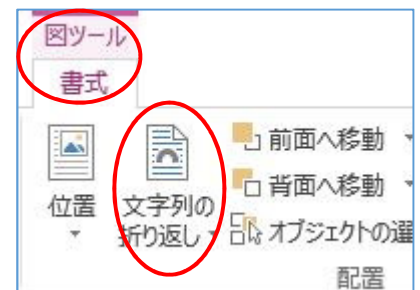 図ツール
書式
位置
文字列の
折り返し
前面へ移動
背面へ移動
オブジェクトの選
配置